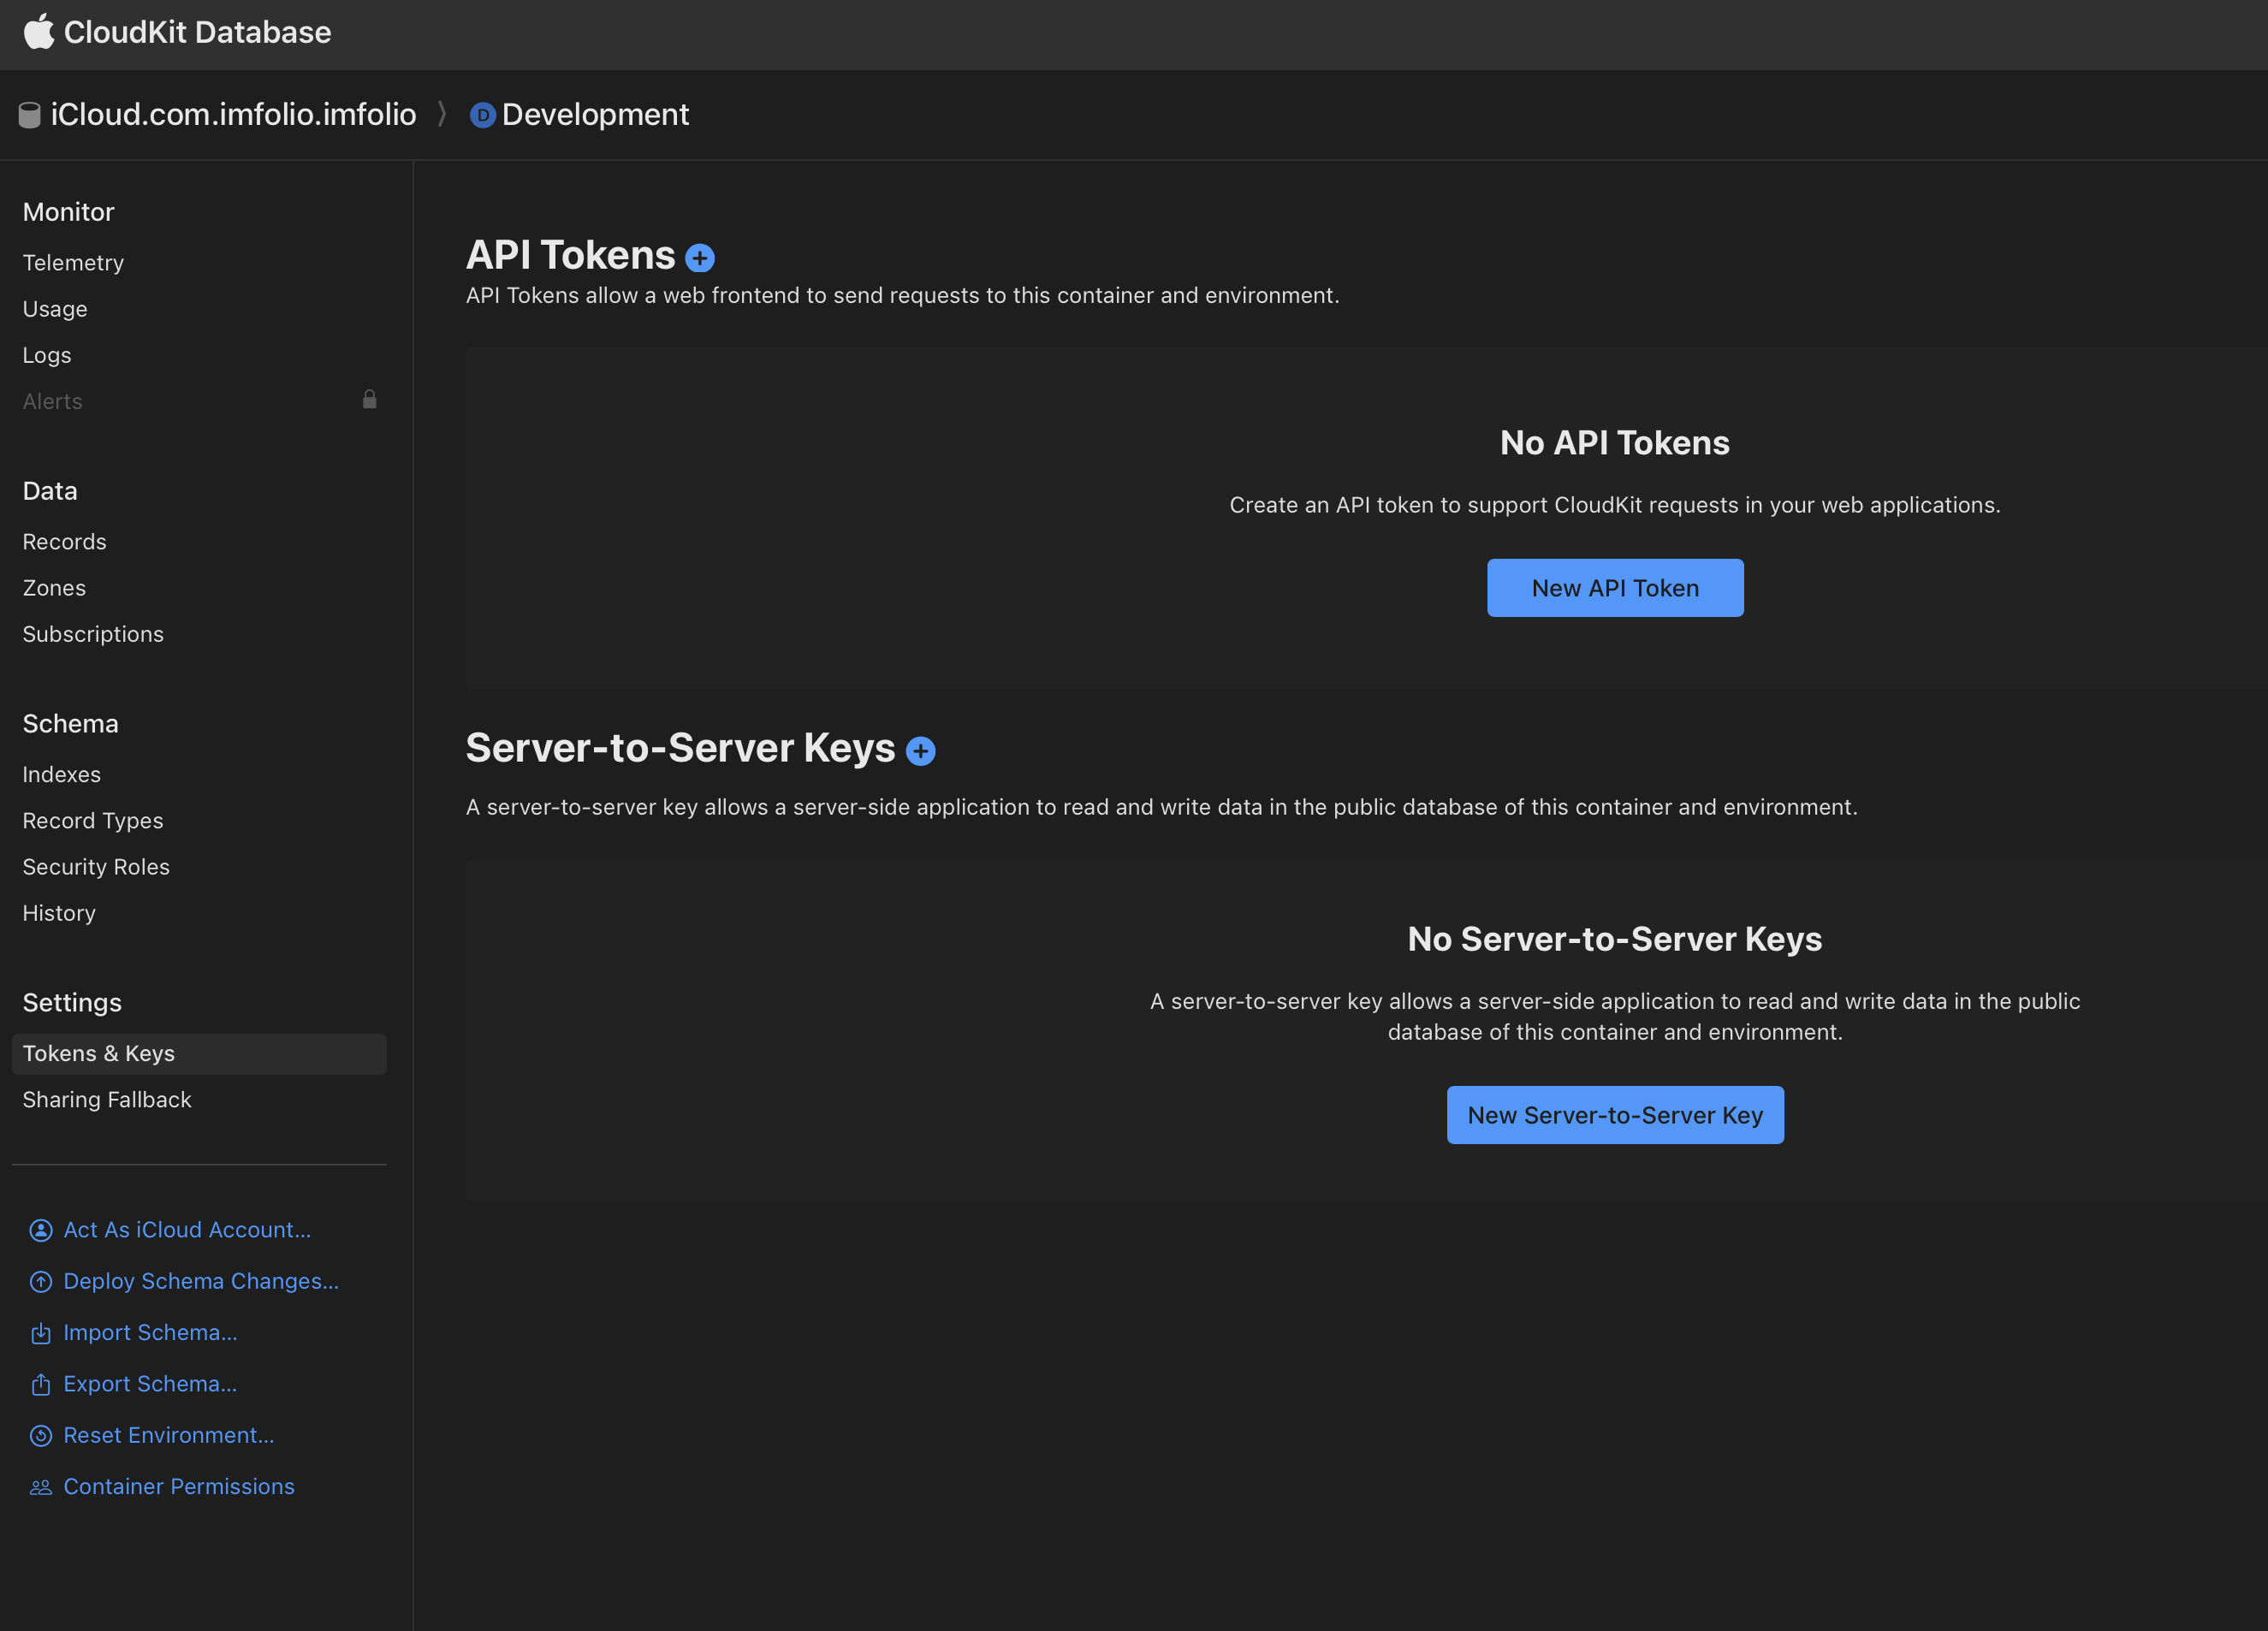 CloudKit Database
iCloud.com.imfolio.imfolio
D Development
Monitor
Telemetry
Usage
Logs
Alerts
Data
Records
Zones
Subscriptions
Schema
Indexes
Record Types
Security Roles
History
Settings
Tokens & Keys
Sharing Fallback
Act As iCloud Account...
Deploy Schema Changes...
Import Schema...
Export Schema...
Reset Environment...
Container Permissions
API Tokens
API Tokens allow a web frontend to send requests to this container and environment.
No API Tokens
Create an API token to support CloudKit requests in your web applications.
New API Token
Server-to-Server Keys
A server-to-server key allows a server-side application to read and write data in the public database of this container and environment.
No Server-to-Server Keys
A server-to-server key allows a server-side application to read and write data in the public
database of this container and environment.
New Server-to-Server Key